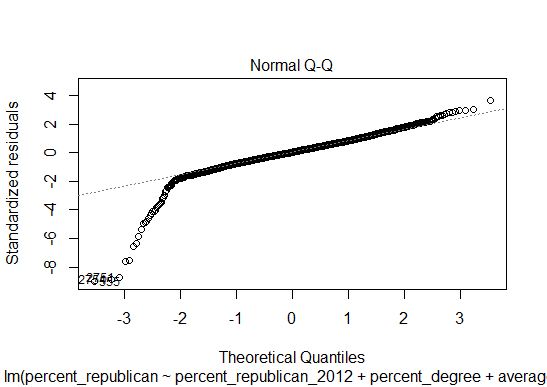 Normal Q-Q
Standardized residuals
4
2
0
-2
-4
-6
-8
2751
-3 -2 -1 0 1 2 3
Theoretical Quantiles
lm(percent_republican ~ percent_republican_2012 + percent_degree + averag